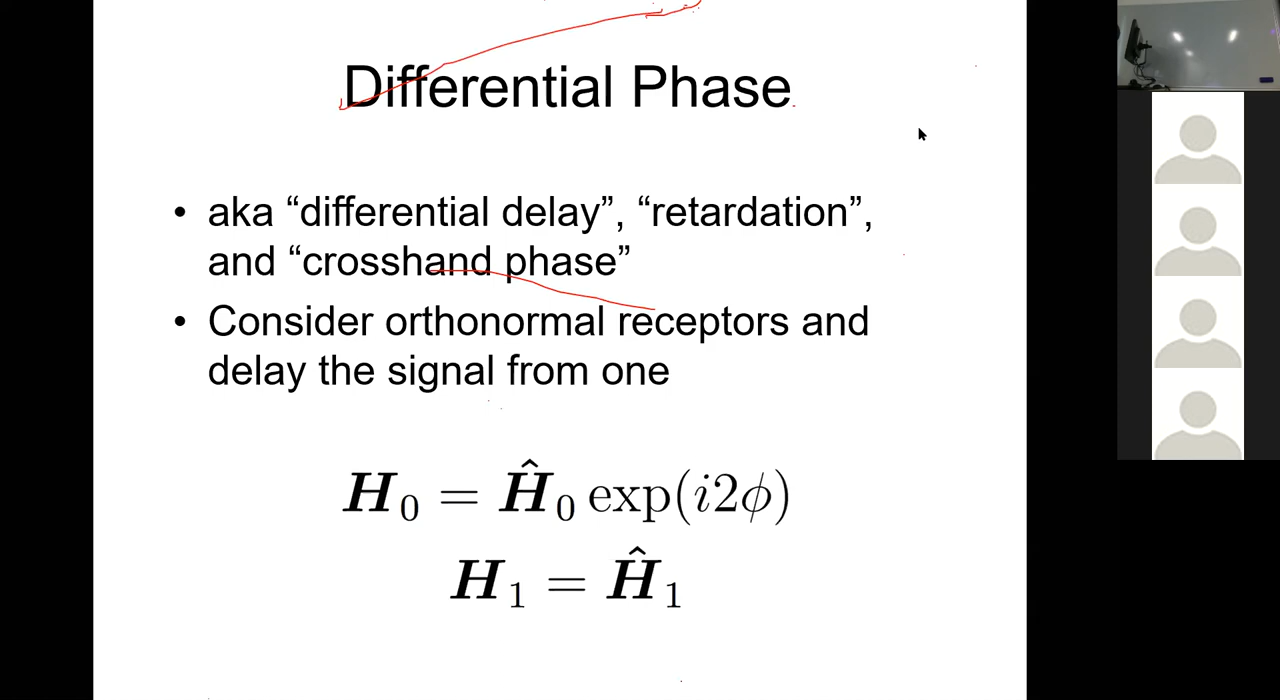 Differential Phase
• aka “differential delay”, “retardation”,
and “crosshand phase”
• Consider orthonormal receptors and
delay the signal from one
H₀ = Ĥ₀ exp(i2ϕ)
H₁ = Ĥ₁